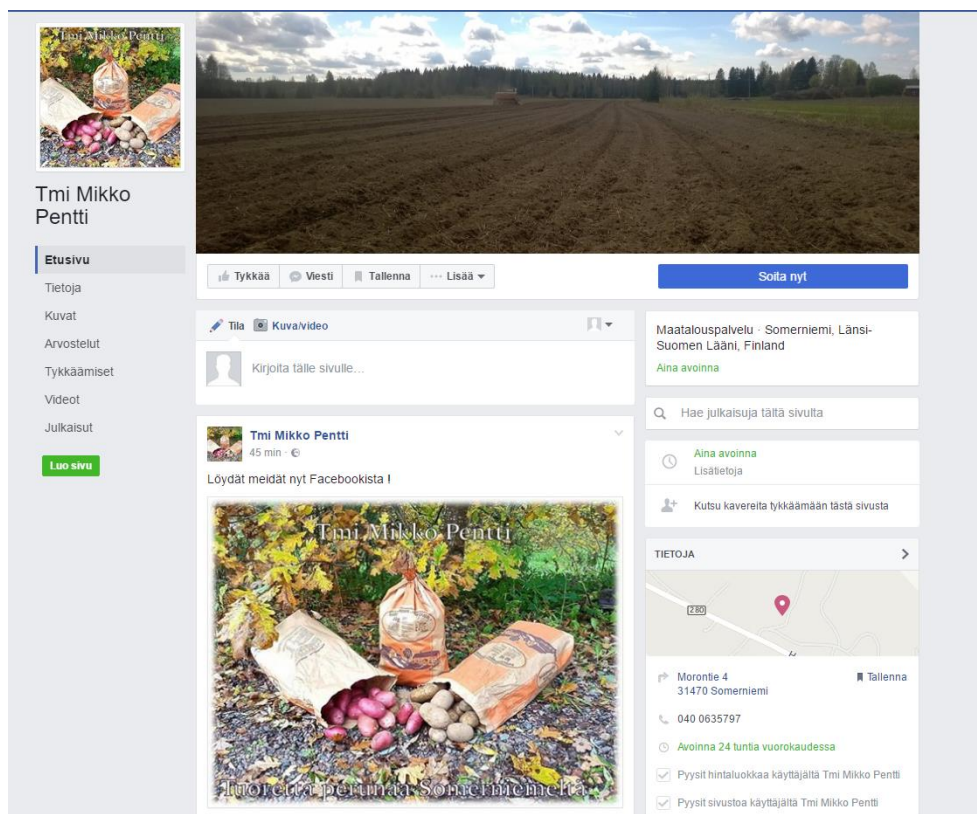 Tmi Mikko Pentti
Tmi Mikko
Pentti
Etusivu
Tietoja
Kuvat
Arvostelut
Tykkäämiset
Videot
Julkaisut
Luo sivu
Tykkää
Viesti
Tallenna
Lisää
Soita nyt
Tila
Kuva/video
Kirjoita tälle sivulle...
Tmi Mikko Pentti
45 min
Löydät meidät nyt Facebookista !
Tmi Mikko Pentti
Tuoretta perunaa Somerniemeltä
Maatalouspalvelu · Somerniemi, Länsi-
Suomen Lääni, Finland
Aina avoinna
Hae julkaisuja tältä sivulta
Aina avoinna
Lisätietoja
Kutsu kavereita tykkäämään tästä sivusta
TIETOJA
280
Morontie 4
31470 Somerniemi
Tallenna
040 0635797
Avoinna 24 tuntia vuorokaudessa
Pyysit hintaluokkaa käyttäjältä Tmi Mikko Pentti
Pyysit sivustoa käyttäjältä Tmi Mikko Pentti